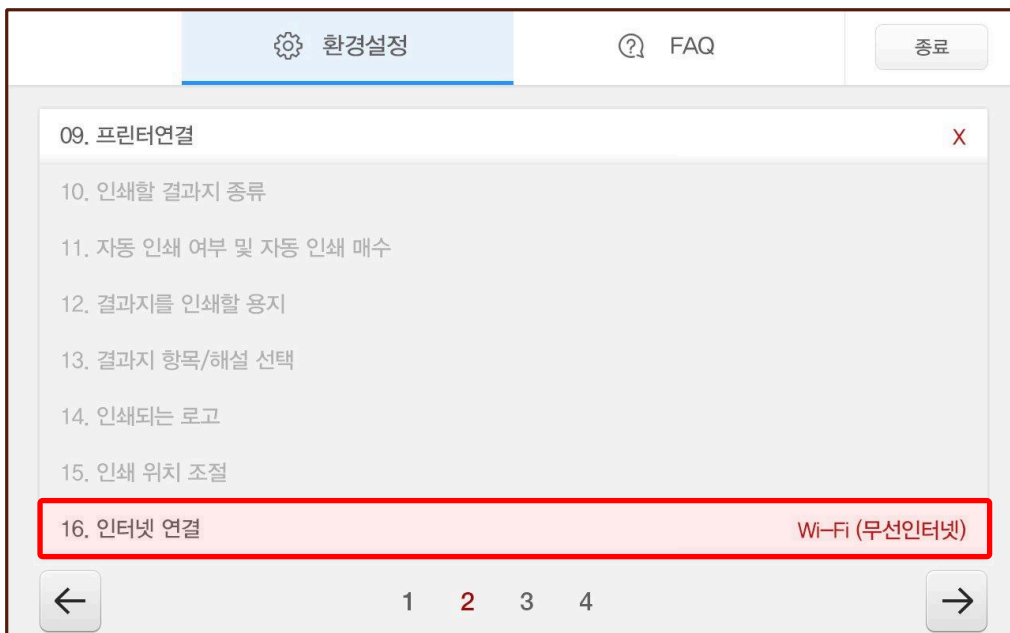 환경설정 FAQ 종료
09. 프린터연결 X
10. 인쇄할 결과지 종류
11. 자동 인쇄 여부 및 자동 인쇄 매수
12. 결과지를 인쇄할 용지
13. 결과지 항목/해설 선택
14. 인쇄되는 로고
15. 인쇄 위치 조절
16. 인터넷 연결 Wi-Fi (무선인터넷)
1 2 3 4